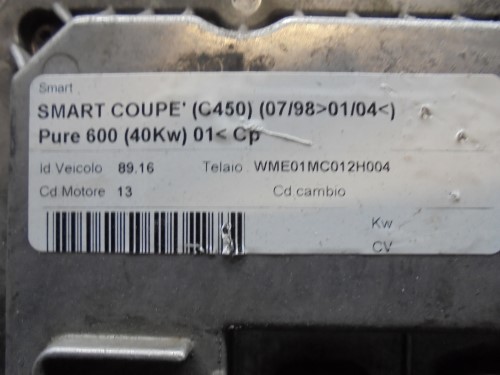 Smart
SMART COUPE' (C450) (07/98>01/04<)
Pure 600 (40Kw) 01< Cp
Id Veicolo 89.16 Telaio WME01MC012H004
Cd Motore 13 Cd cambio
Kw
CV